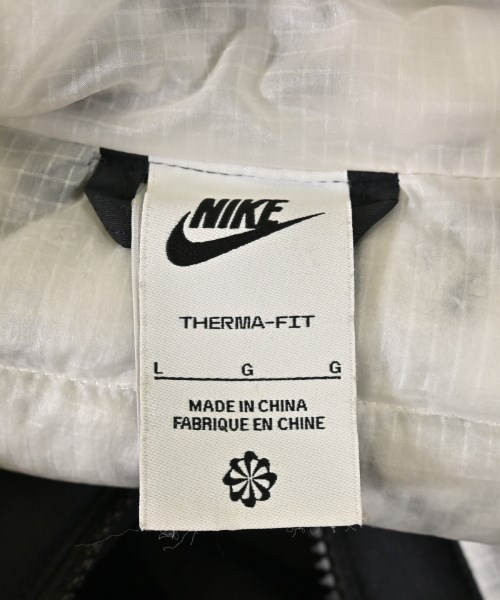 NIKE
THERMA-FIT
L G G
MADE IN CHINA
FABRIQUE EN CHINE